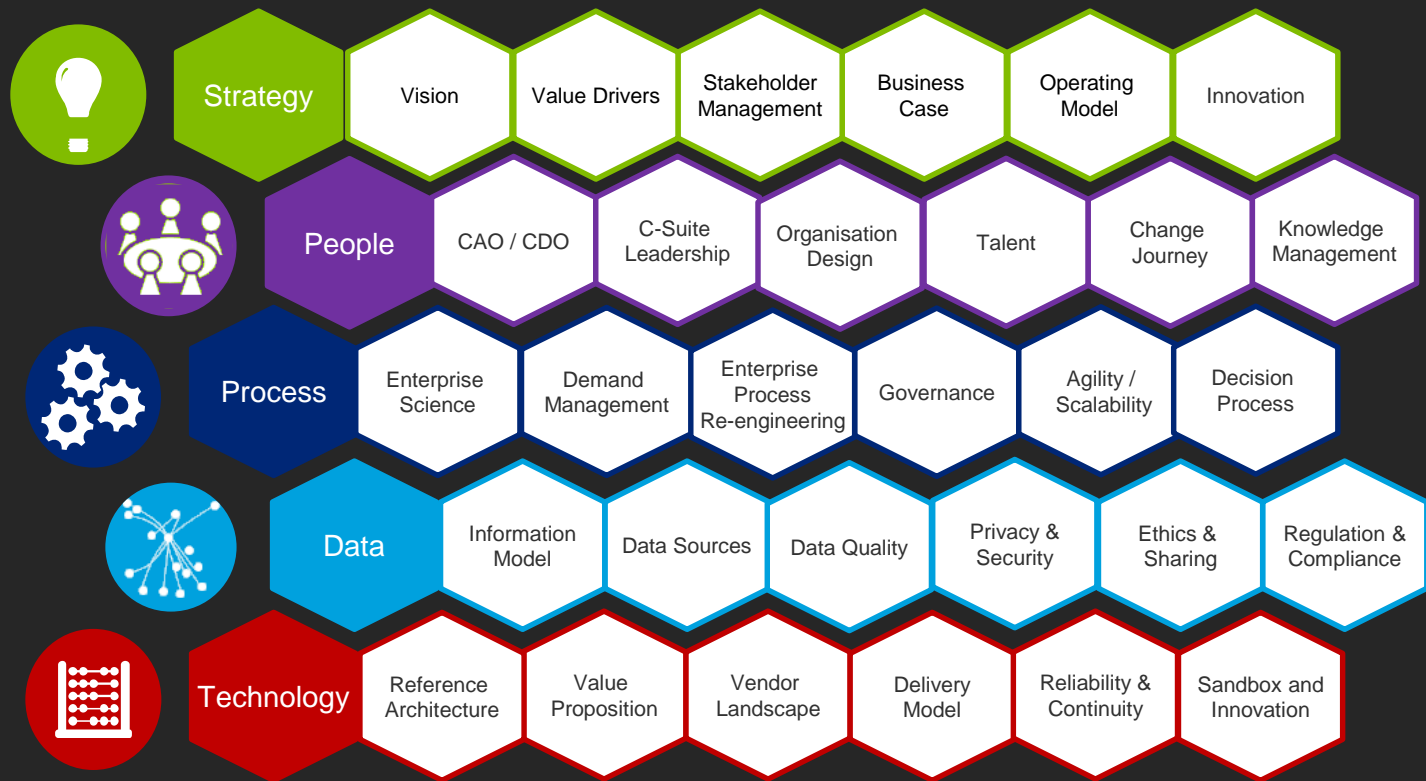 Strategy
Vision
Value Drivers
Stakeholder
Management
Business
Case
Operating
Model
Innovation
People
CAO / CDO
C-Suite
Leadership
Organisation
Design
Talent
Change
Journey
Knowledge
Management
Process
Enterprise
Science
Demand
Management
Enterprise
Process
Re-engineering
Governance
Agility /
Scalability
Decision
Process
Data
Information
Model
Data Sources
Data Quality
Privacy &
Security
Ethics &
Sharing
Regulation &
Compliance
Technology
Reference
Architecture
Value
Proposition
Vendor
Landscape
Delivery
Model
Reliability &
Continuity
Sandbox and
Innovation